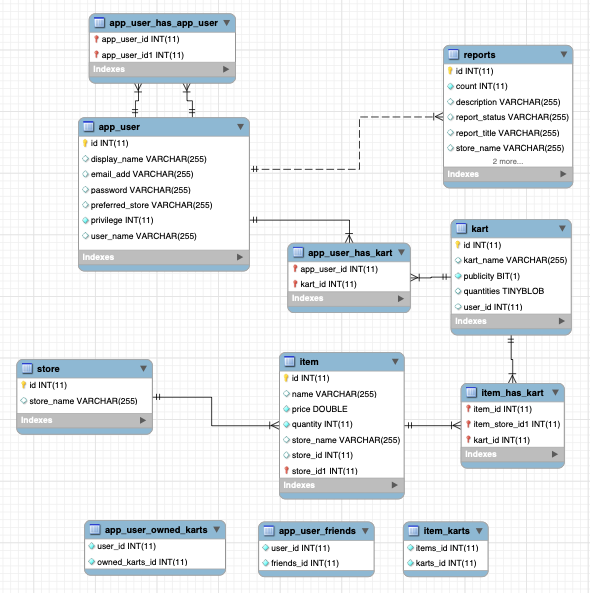 app_user_has_app_user
app_user_id INT(11)
app_user_id1 INT(11)
Indexes
reports
id INT(11)
count INT(11)
description VARCHAR(255)
report_status VARCHAR(255)
report_title VARCHAR(255)
store_name VARCHAR(255)
2 more...
Indexes
app_user
id INT(11)
display_name VARCHAR(255)
email_add VARCHAR(255)
password VARCHAR(255)
preferred_store VARCHAR(255)
privilege INT(11)
user_name VARCHAR(255)
Indexes
app_user_has_kart
app_user_id INT(11)
kart_id INT(11)
Indexes
kart
id INT(11)
kart_name VARCHAR(255)
publicity BIT(1)
quantities TINYBLOB
user_id INT(11)
Indexes
store
id INT(11)
store_name VARCHAR(255)
Indexes
item
id INT(11)
name VARCHAR(255)
price DOUBLE
quantity INT(11)
store_name VARCHAR(255)
store_id INT(11)
store_id1 INT(11)
Indexes
item_has_kart
item_id INT(11)
item_store_id1 INT(11)
kart_id INT(11)
Indexes
app_user_owned_karts
user_id INT(11)
owned_karts_id INT(11)
app_user_friends
user_id INT(11)
friends_id INT(11)
item_karts
items_id INT(11)
karts_id INT(11)